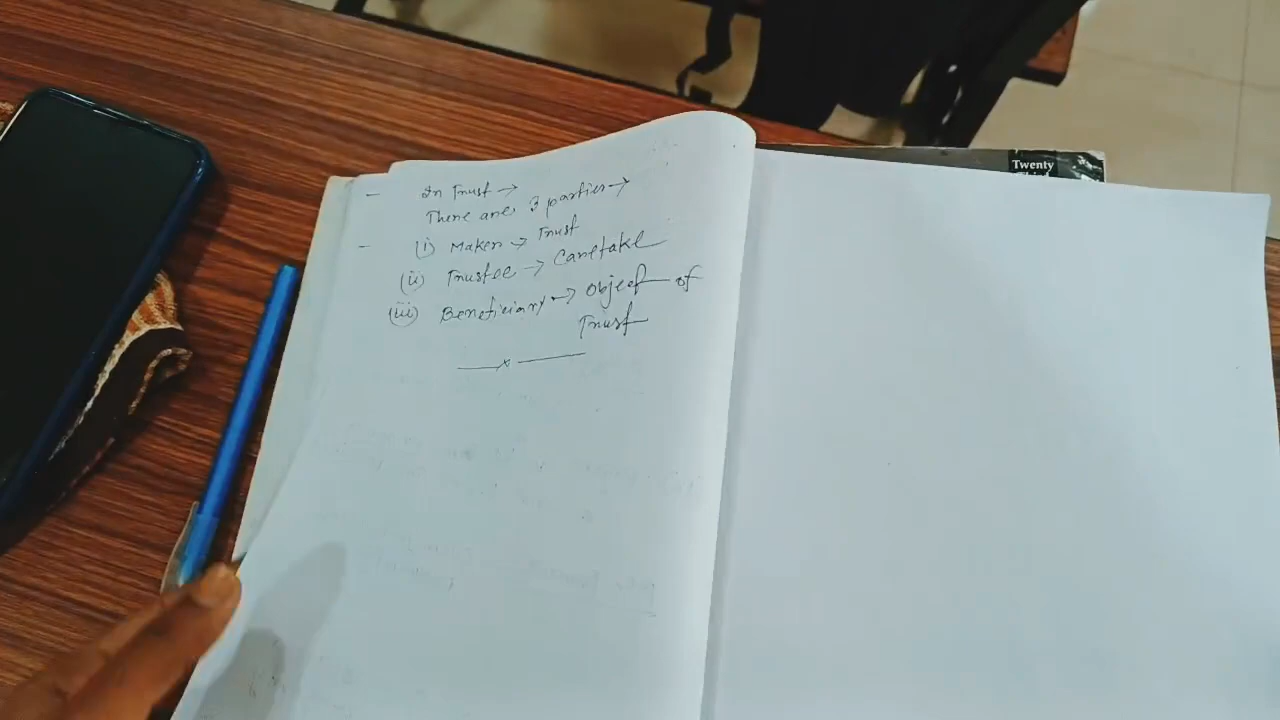 - In Trust →
There are 3 parties →
- (i) Maker → Trust
(ii) Trustee → Caretake
(iii) Beneficiary → Object of
Trust
—x—
Twenty